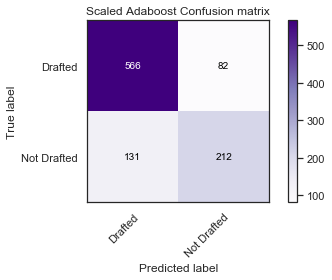 Scaled Adaboost Confusion matrix
True label
Drafted
566
82
Not Drafted
131
212
Drafted
Not Drafted
Predicted label
500
400
300
200
100